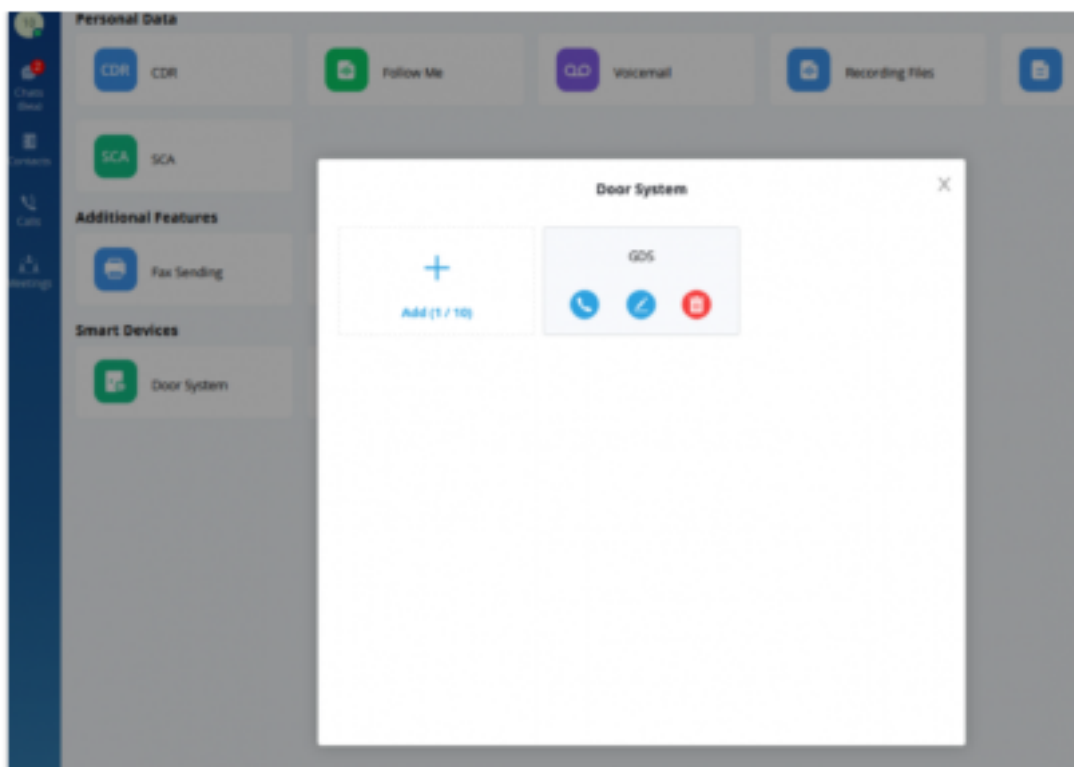 Personal Data
CDR CDR
Follow Me
Voicemail
Recording Files
2
Chats
Contacts
SCA SCA
Calls
Additional Features
Meetings
Fax Sending
Smart Devices
Door System
Door System
X
Add (1 / 10)
GDS